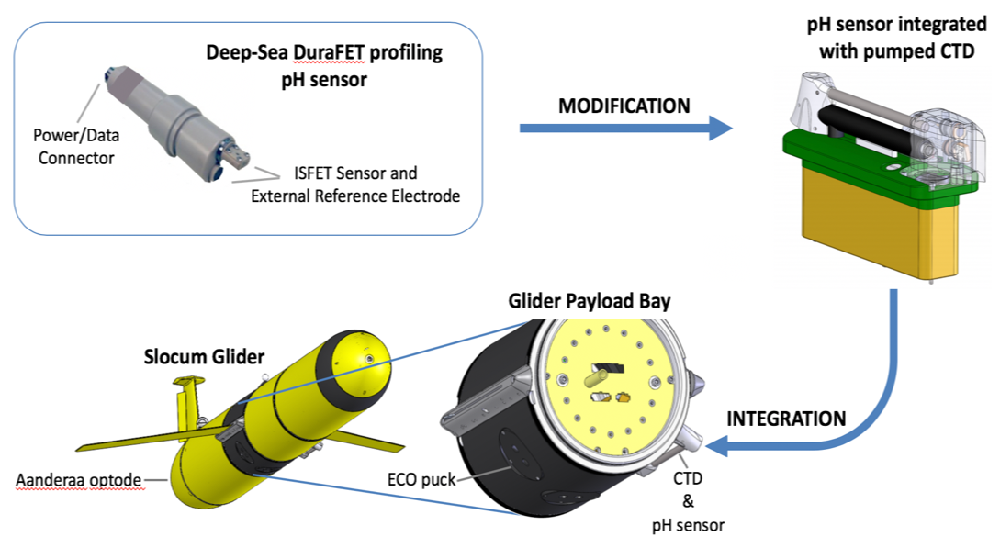 Deep-Sea DuraFET profiling
pH sensor
Power/Data
Connector
ISFET Sensor and
External Reference Electrode
MODIFICATION
pH sensor integrated
with pumped CTD
INTEGRATION
Glider Payload Bay
ECO puck
CTD
&
pH sensor
Slocum Glider
Aanderaa optode